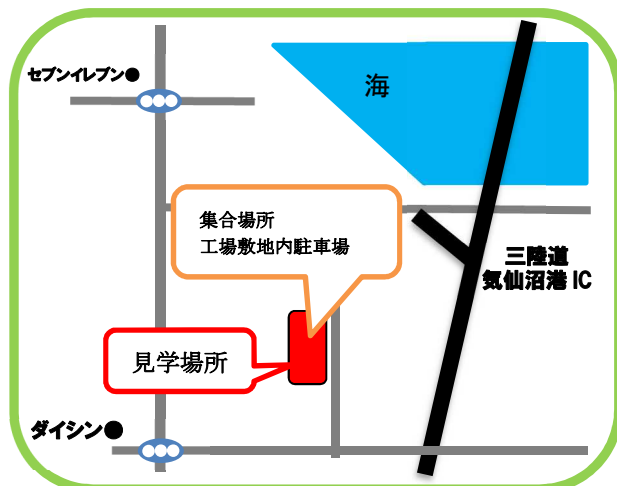 セブンイレブン●
海
集合場所
工場敷地内駐車場
三陸道
気仙沼港 IC
見学場所
ダイシン●